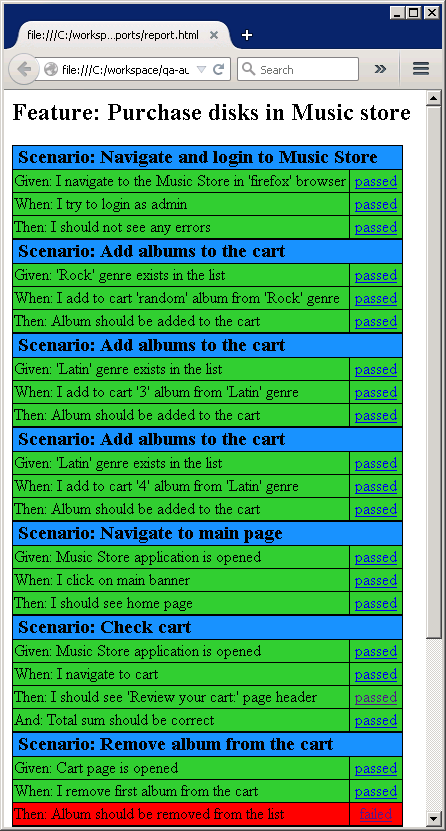 file:///C:/worksp...ports/report.html
file:///C:/workspace/qa-au
Search
Feature: Purchase disks in Music store
Scenario: Navigate and login to Music Store
Given: I navigate to the Music Store in 'firefox' browser passed
When: I try to login as admin passed
Then: I should not see any errors passed
Scenario: Add albums to the cart
Given: 'Rock' genre exists in the list passed
When: I add to cart 'random' album from 'Rock' genre passed
Then: Album should be added to the cart passed
Scenario: Add albums to the cart
Given: 'Latin' genre exists in the list passed
When: I add to cart '3' album from 'Latin' genre passed
Then: Album should be added to the cart passed
Scenario: Add albums to the cart
Given: 'Latin' genre exists in the list passed
When: I add to cart '4' album from 'Latin' genre passed
Then: Album should be added to the cart passed
Scenario: Navigate to main page
Given: Music Store application is opened passed
When: I click on main banner passed
Then: I should see home page passed
Scenario: Check cart
Given: Music Store application is opened passed
When: I navigate to cart passed
Then: I should see 'Review your cart:' page header passed
And: Total sum should be correct passed
Scenario: Remove album from the cart
Given: Cart page is opened passed
When: I remove first album from the cart passed
Then: Album should be removed from the list failed